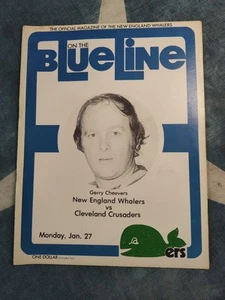 THE OFFICIAL MAGAZINE OF THE NEW ENGLAND WHALERS
ON THE
BLUELINE
Gerry Cheevers
New England Whalers
vs
Cleveland Crusaders
Monday, Jan. 27
ers
ONE DOLLAR